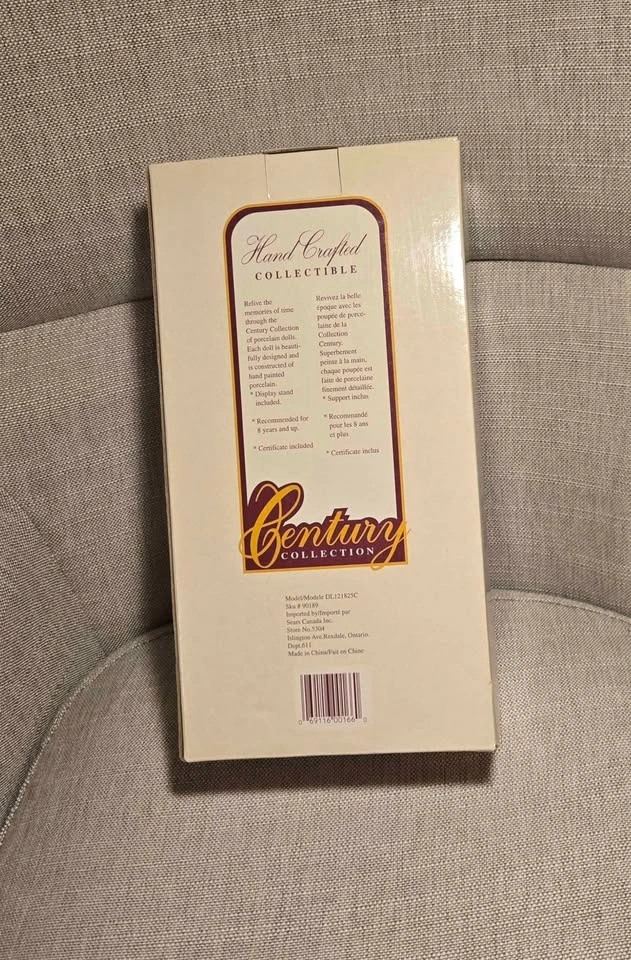 Hand Crafted
COLLECTIBLE
Relive the
memories of time
through the
Century Collection
of porcelain dolls.
Each doll is beauti-
fully designed and
is constructed of
hand painted
porcelain.
* Display stand
included.
* Recommended for
8 years and up.
* Certificate included
Revivez la belle
époque avec les
poupée de porce-
laine de la
Collection
Century.
Superbement
peinte à la main,
chaque poupée est
faite de porcelaine
finement détaillée.
* Support inclus
* Recommandé
pour les 8 ans
et plus
* Certificate inclus
Century
COLLECTION
Model/Modele DL121825C
Sku # 90189
Imported by/Importé par
Sears Canada Inc.
Store No.5304
Islington Ave.Rexdale, Ontario.
Dept.611
Made in China/Fait en Chine
0 69116 00166 0